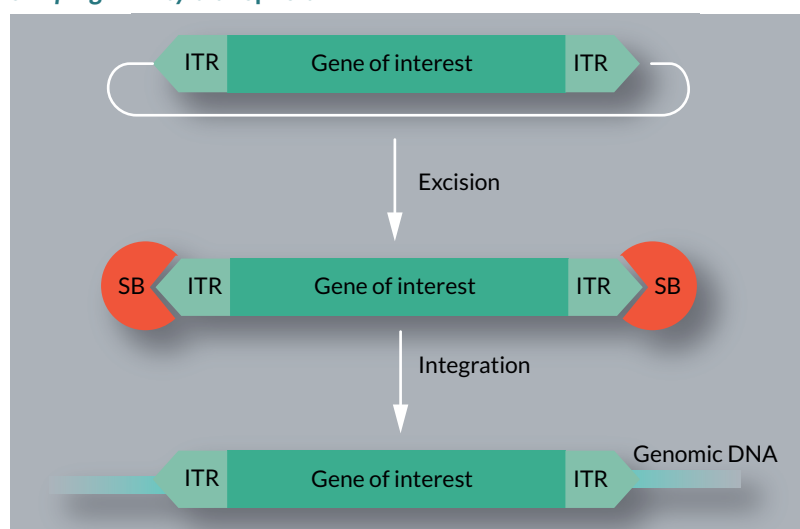 ITR Gene of interest ITR
Excision
SB ITR Gene of interest ITR SB
Integration
Genomic DNA
ITR Gene of interest ITR